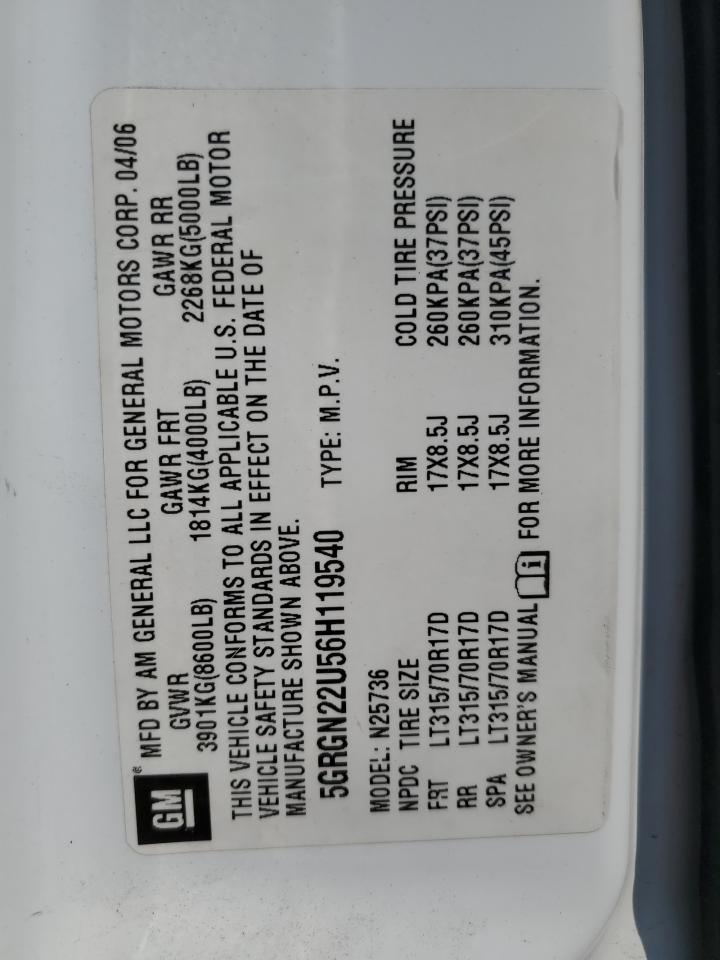 GM® MFD BY AM GENERAL LLC FOR GENERAL MOTORS CORP. 04/06
GVWR GAWR FRT GAWR RR
3901KG(8600LB) 1814KG(4000LB) 2268KG(5000LB)
THIS VEHICLE CONFORMS TO ALL APPLICABLE U.S. FEDERAL MOTOR
VEHICLE SAFETY STANDARDS IN EFFECT ON THE DATE OF
MANUFACTURE SHOWN ABOVE.
5GRGN22U56H119540 TYPE: M.P.V.
MODEL: N25736
NPDC TIRE SIZE RIM COLD TIRE PRESSURE
FRT LT315/70R17D 17X8.5J 260KPA(37PSI)
RR LT315/70R17D 17X8.5J 260KPA(37PSI)
SPA LT315/70R17D 17X8.5J 310KPA(45PSI)
SEE OWNER'S MANUAL i FOR MORE INFORMATION.